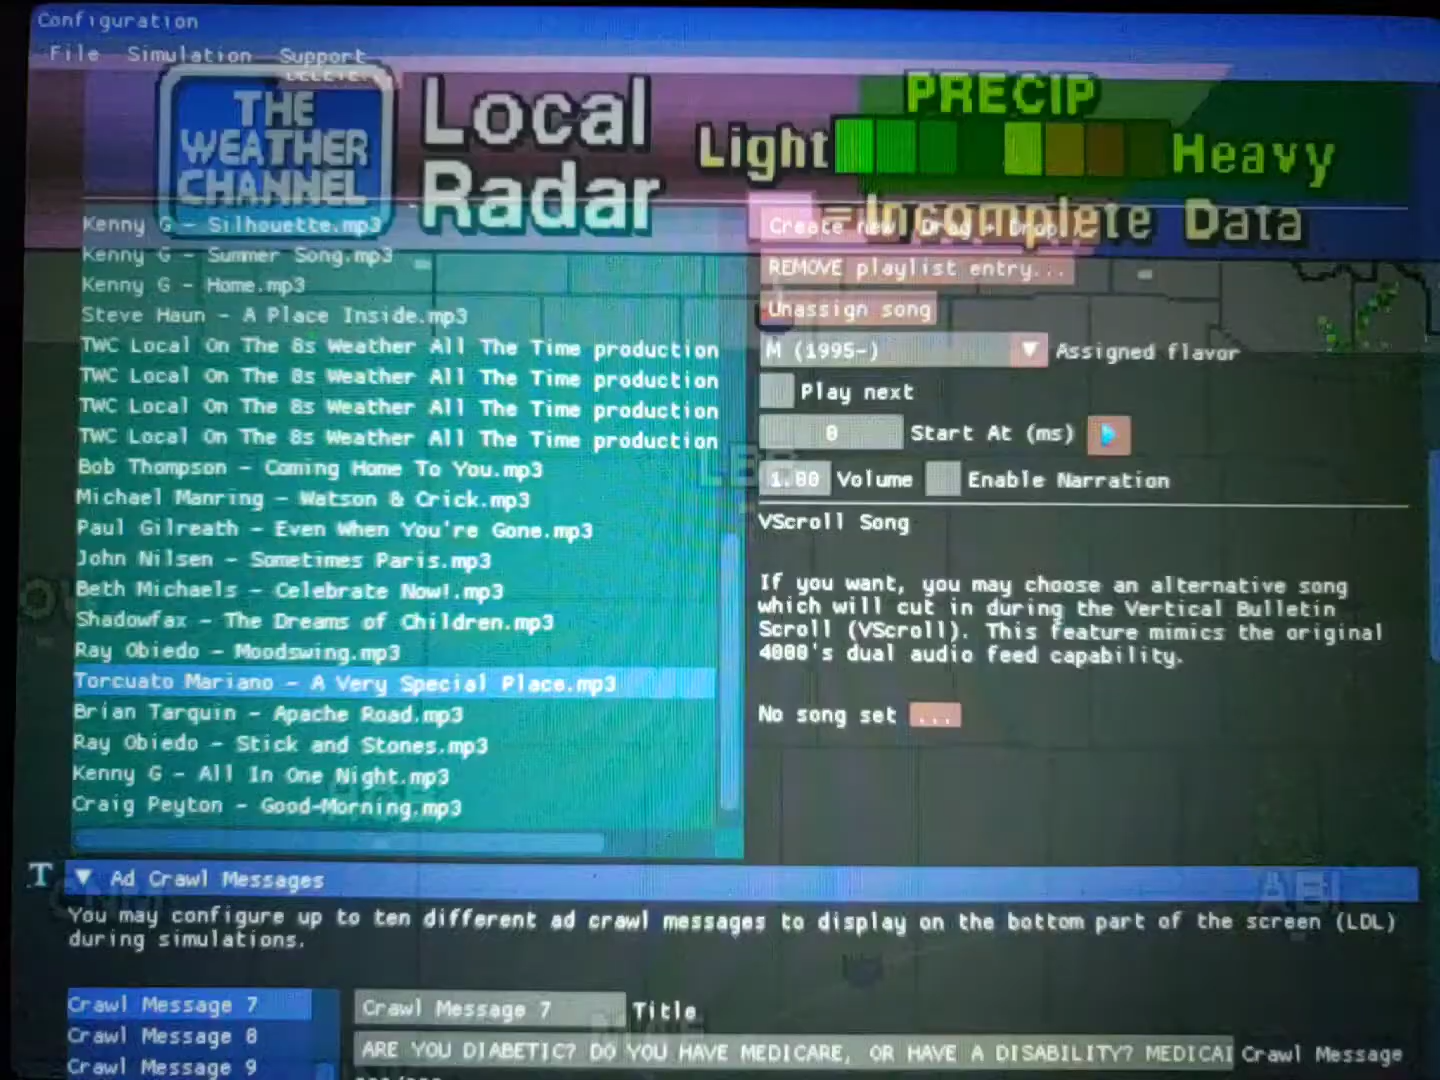 Configuration
File Simulation Support
THE
WEATHER
CHANNEL
Local
Radar
PRECIP
Light
Heavy
=Incomplete Data
Kenny G - Silhouette.mp3
Kenny G - Summer Song.mp3
Kenny G - Home.mp3
Steve Haun - A Place Inside.mp3
TWC Local On The 8s Weather All The Time production
TWC Local On The 8s Weather All The Time production
TWC Local On The 8s Weather All The Time production
TWC Local On The 8s Weather All The Time production
Bob Thompson - Coming Home To You.mp3
Michael Manring - Watson & Crick.mp3
Paul Gilreath - Even When You're Gone.mp3
John Nilsen - Sometimes Paris.mp3
Beth Michaels - Celebrate Now!.mp3
Shadowfax - The Dreams of Children.mp3
Ray Obiedo - Moodswing.mp3
Torcuato Mariano - A Very Special Place.mp3
Brian Tarquin - Apache Road.mp3
Ray Obiedo - Stick and Stones.mp3
Kenny G - All In One Night.mp3
Craig Peyton - Good-Morning.mp3
Create new Drag + Drop
REMOVE playlist entry...
Unassign song
M (1995-) Assigned flavor
Play next
0 Start At (ms)
1.00 Volume Enable Narration
VScroll Song
If you want, you may choose an alternative song
which will cut in during the Vertical Bulletin
Scroll (VScroll). This feature mimics the original
4000's dual audio feed capability.
No song set ...
T
Ad Crawl Messages
You may configure up to ten different ad crawl messages to display on the bottom part of the screen (LDL)
during simulations.
Crawl Message 7
Crawl Message 8
Crawl Message 9
Crawl Message 7 Title
ARE YOU DIABETIC? DO YOU HAVE MEDICARE, OR HAVE A DISABILITY? MEDICAI Crawl Message
ABI